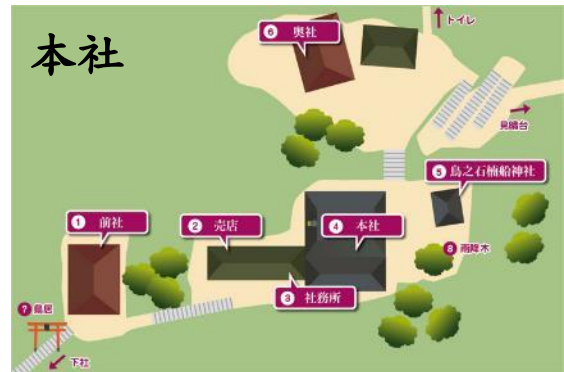 本社
トイレ
6 奥社
見晴台
5 鳥之石楠船神社
1 前社
2 売店
4 本社
8 雨降木
3 社務所
7 鳥居
下社